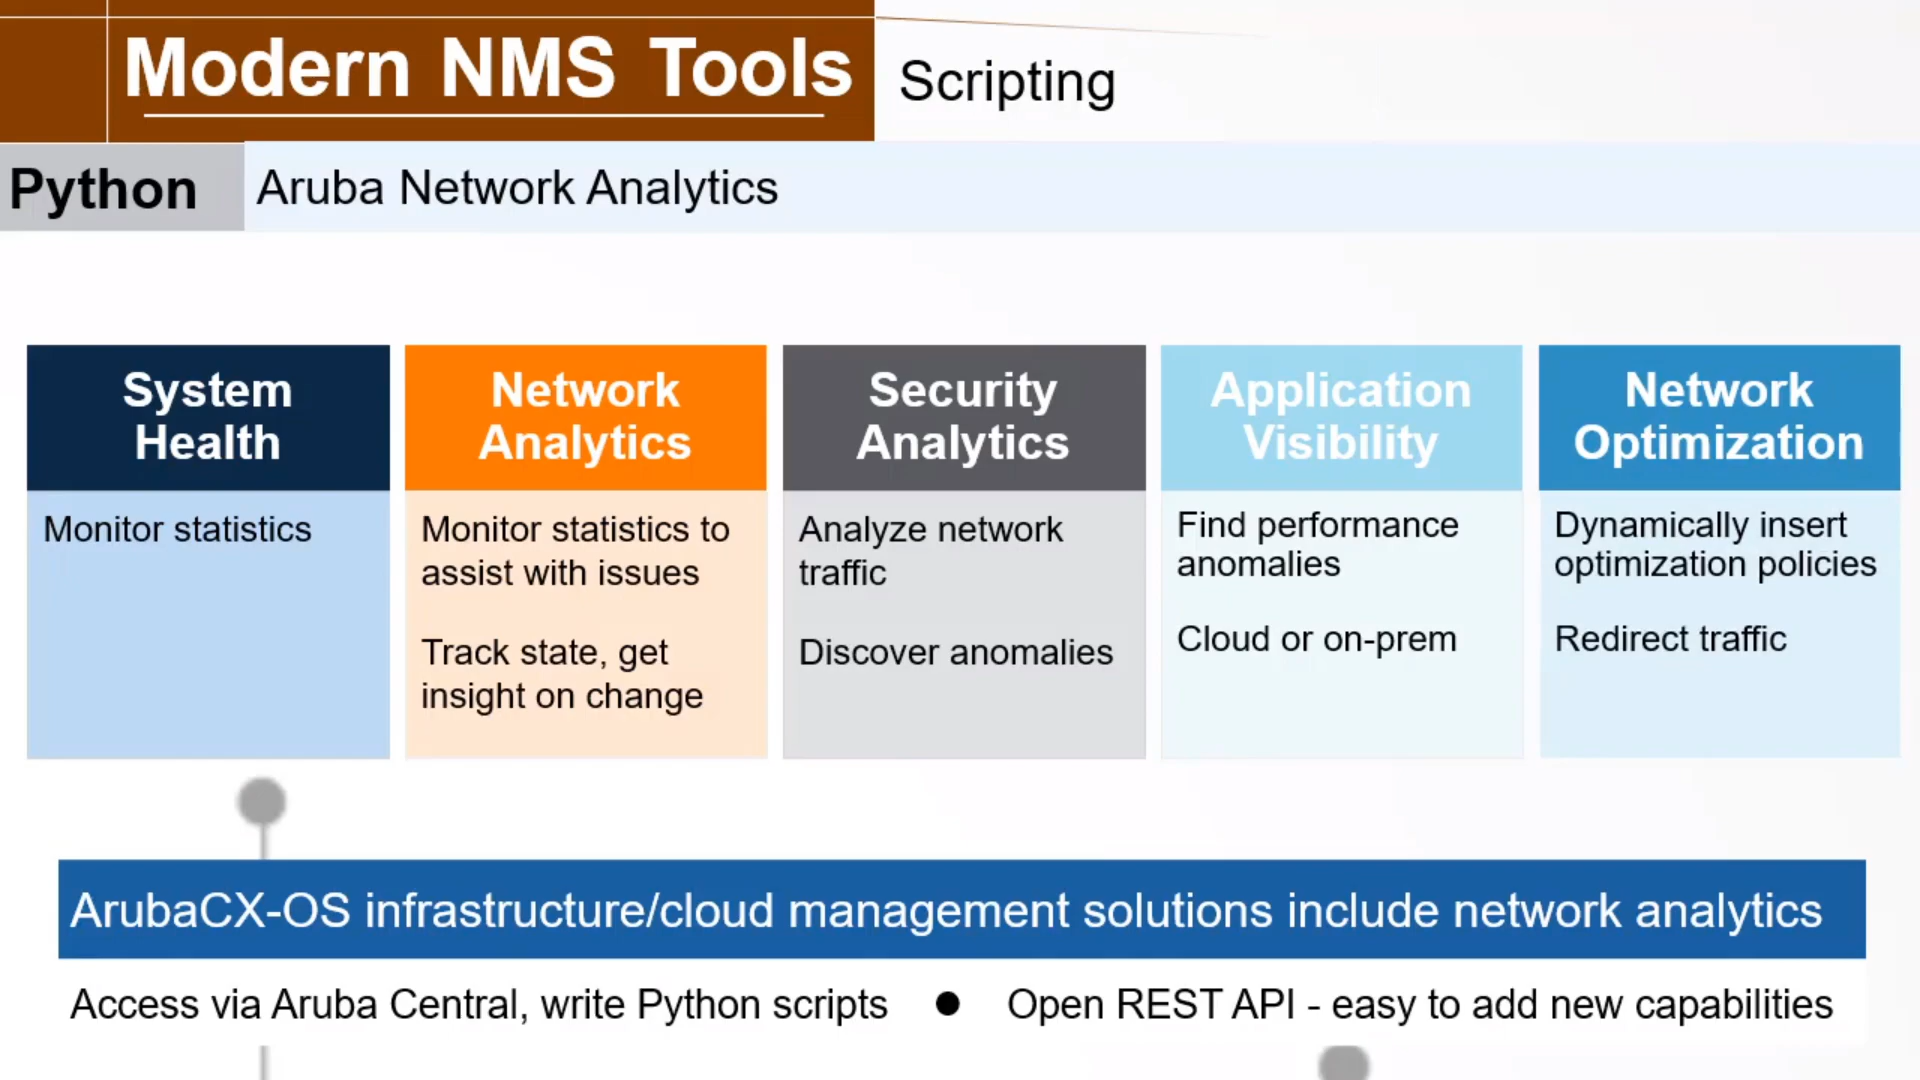 Modern NMS Tools
Scripting
Python
Aruba Network Analytics
System
Health
Monitor statistics
Network
Analytics
Monitor statistics to
assist with issues
Track state, get
insight on change
Security
Analytics
Analyze network
traffic
Discover anomalies
Application
Visibility
Find performance
anomalies
Cloud or on-prem
Network
Optimization
Dynamically insert
optimization policies
Redirect traffic
ArubaCX-OS infrastructure/cloud management solutions include network analytics
Access via Aruba Central, write Python scripts ● Open REST API - easy to add new capabilities